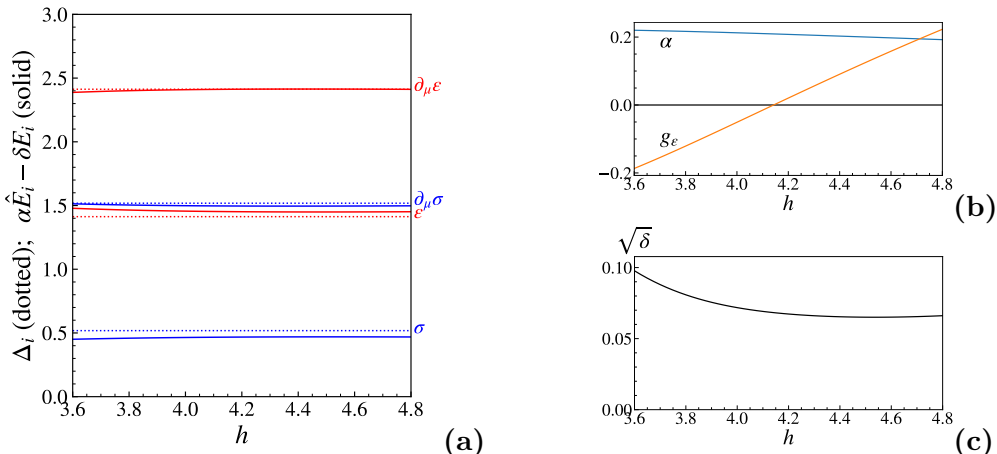 Δ_i (dotted); αÊ_i − δE_i (solid)
3.0
2.5
2.0
1.5
1.0
0.5
0.0
∂_μ ε
∂_μ σ
ε
σ
3.6 3.8 4.0 4.2 4.4 4.6 4.8
h
(a)
0.2
0.0
−0.2
α
g_ε
3.6 3.8 4.0 4.2 4.4 4.6 4.8
h
(b)
√δ
0.10
0.05
0.00
3.6 3.8 4.0 4.2 4.4 4.6 4.8
h
(c)